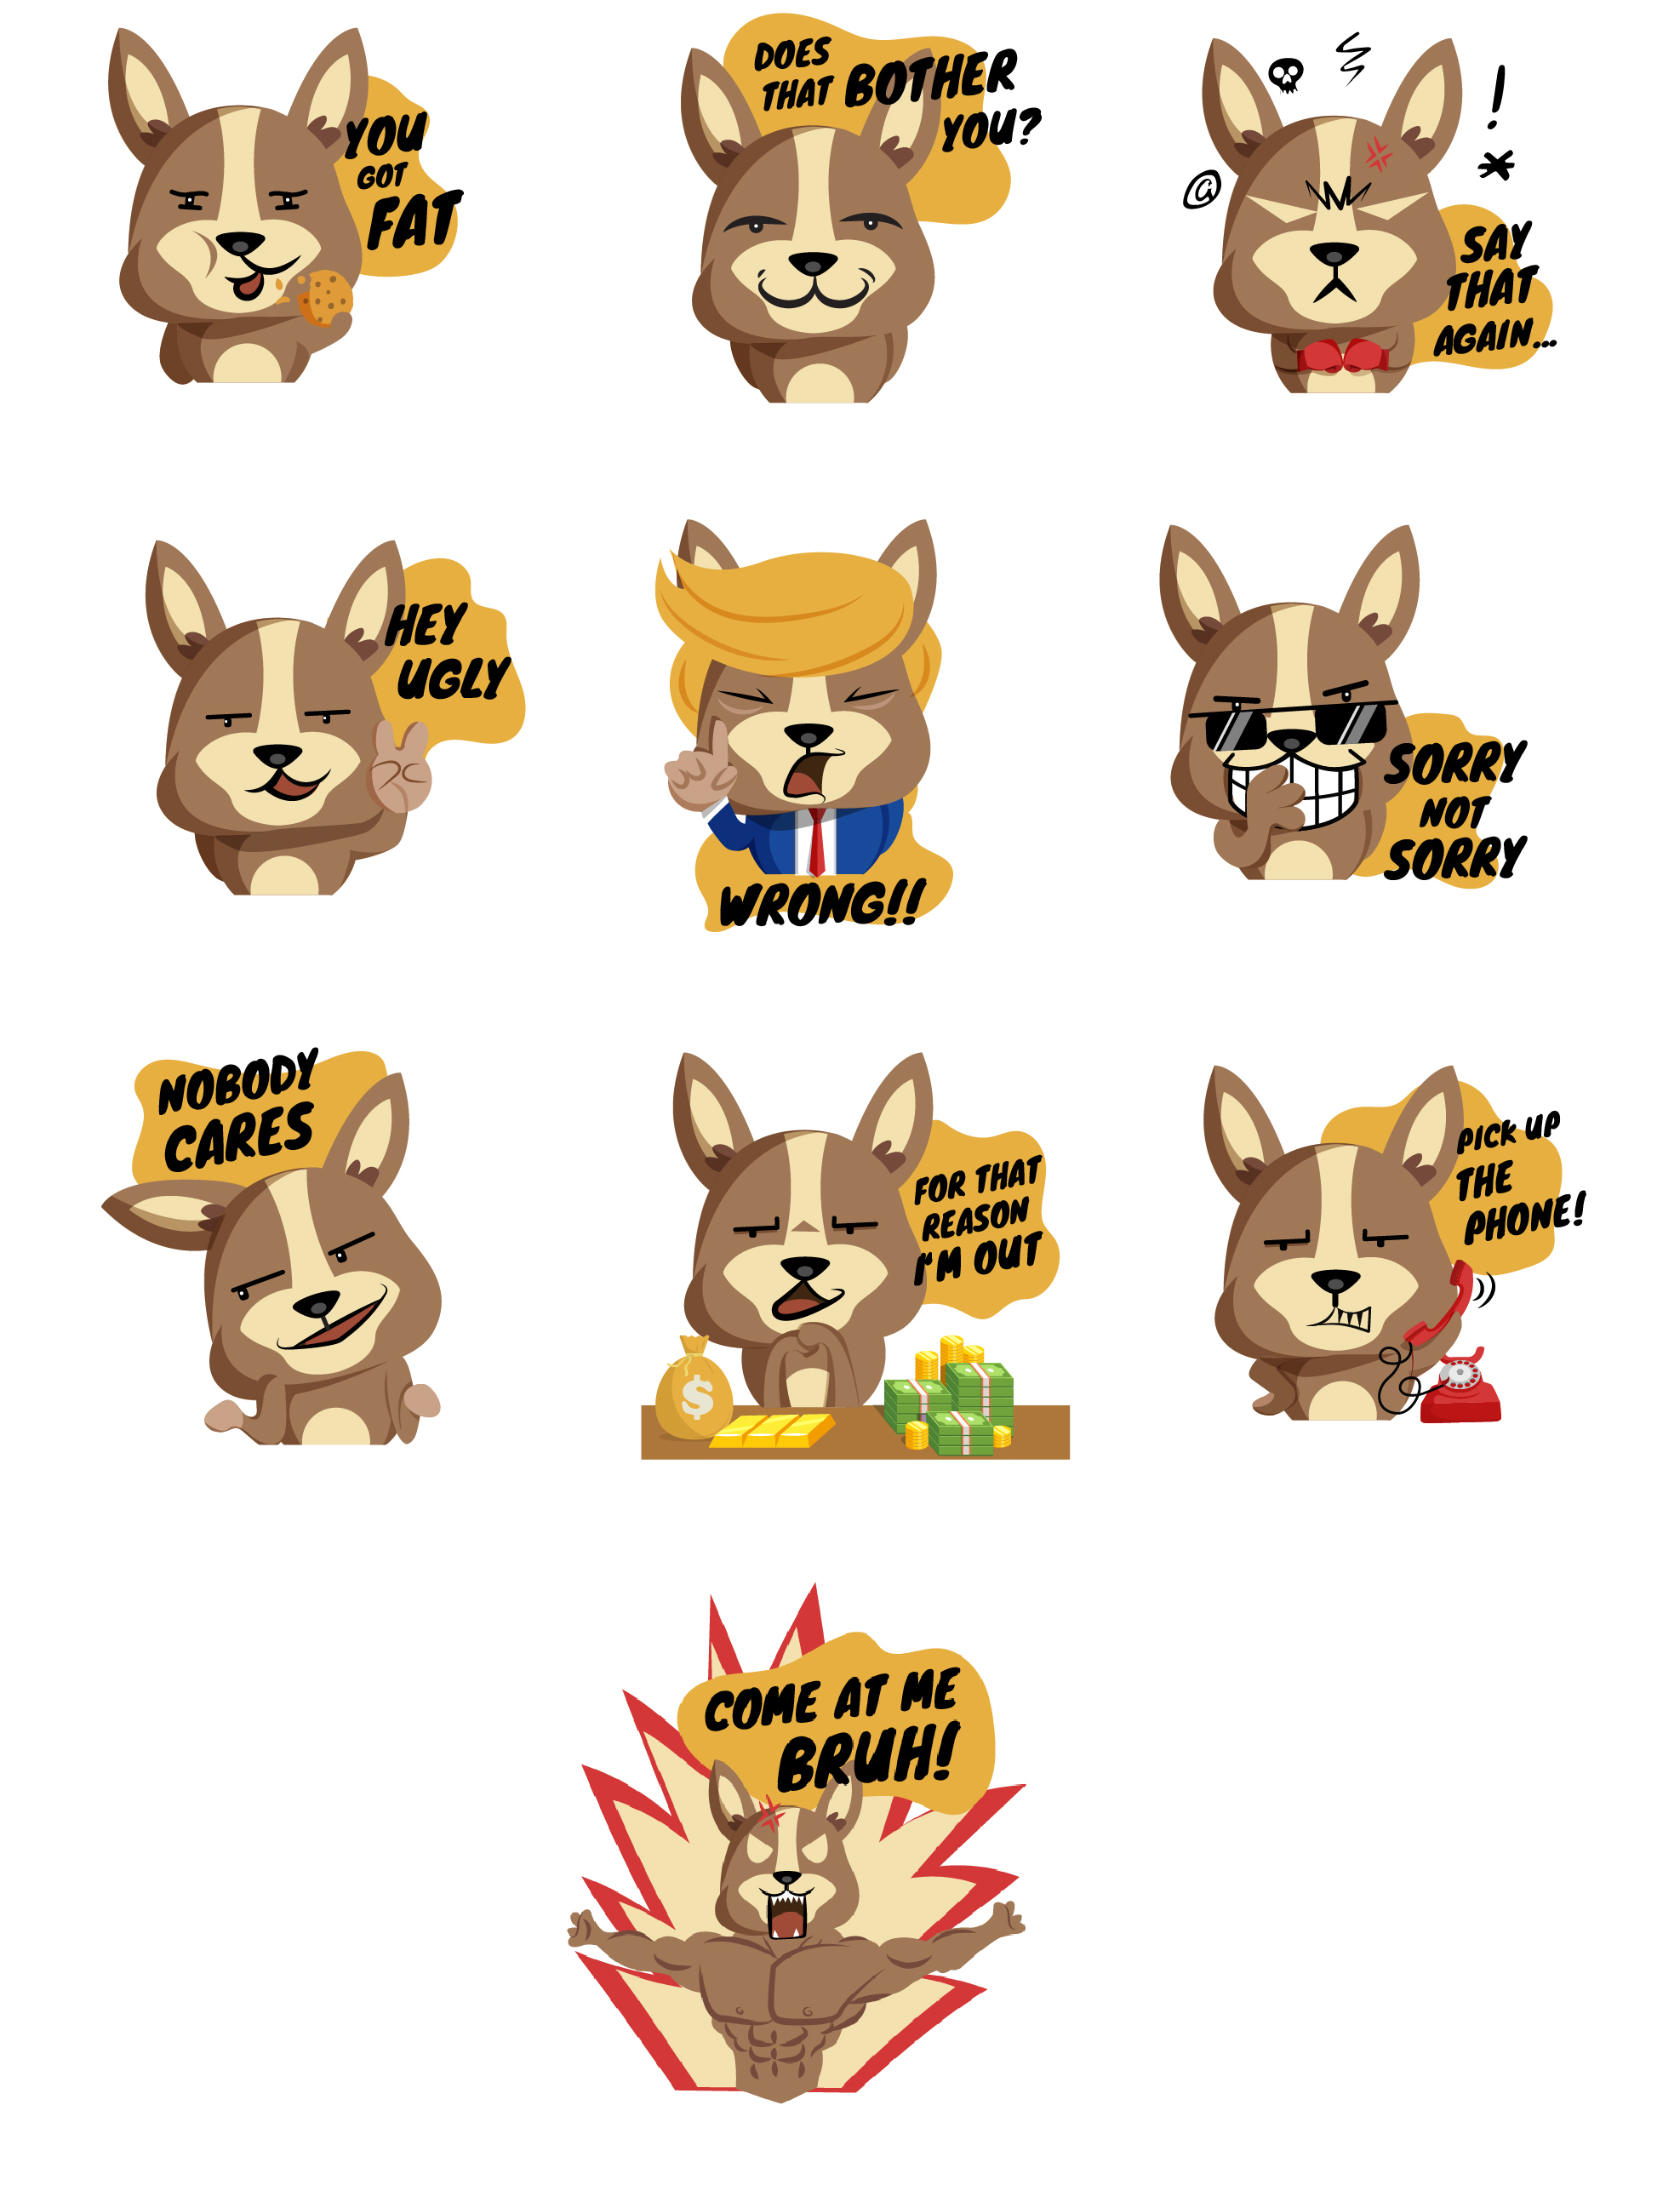 YOU
GOT
FAT
DOES
THAT BOTHER
YOU?
@
!
*
SAY
THAT
AGAIN...
HEY
UGLY
WRONG!!
SORRY
NOT
SORRY
NOBODY
CARES
FOR THAT
REASON
I'M OUT
$
PICK UP
THE
PHONE!
COME AT ME
BRUH!